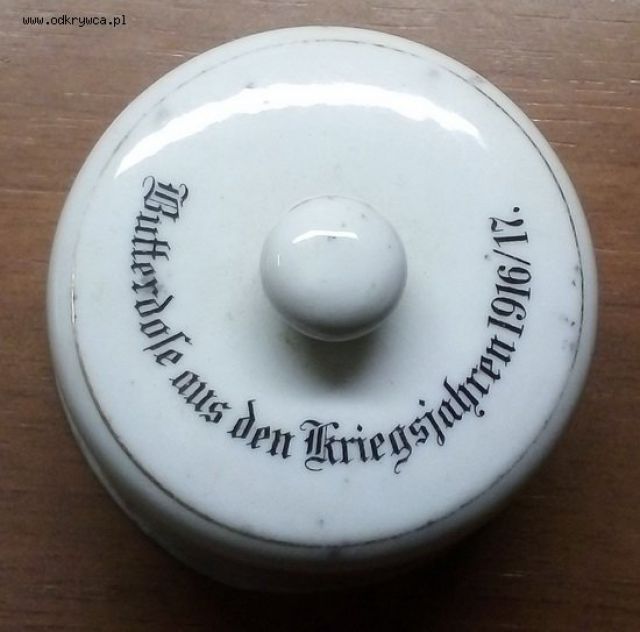 www.odkrywca.pl
Butterdoſe aus den Kriegsjahren 1916/17.